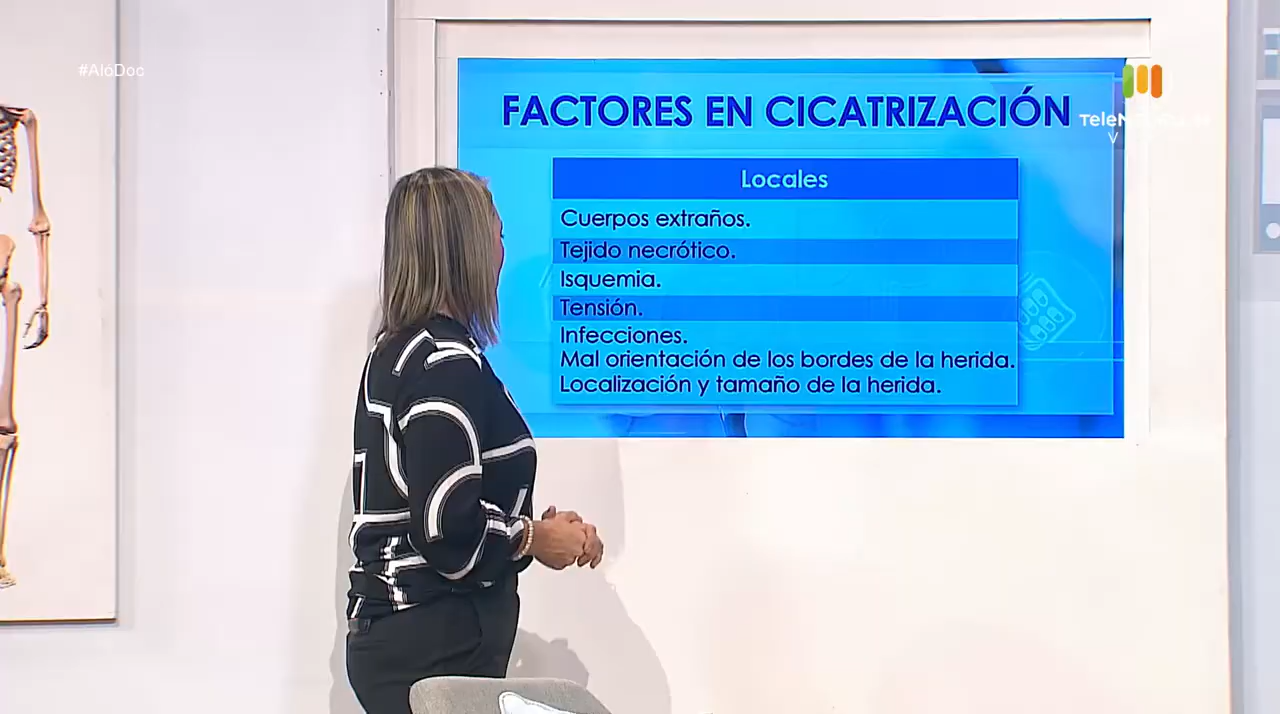 #AlóDoc
FACTORES EN CICATRIZACIÓN
Locales
Cuerpos extraños.
Tejido necrótico.
Isquemia.
Tensión.
Infecciones.
Mal orientación de los bordes de la herida.
Localización y tamaño de la herida.